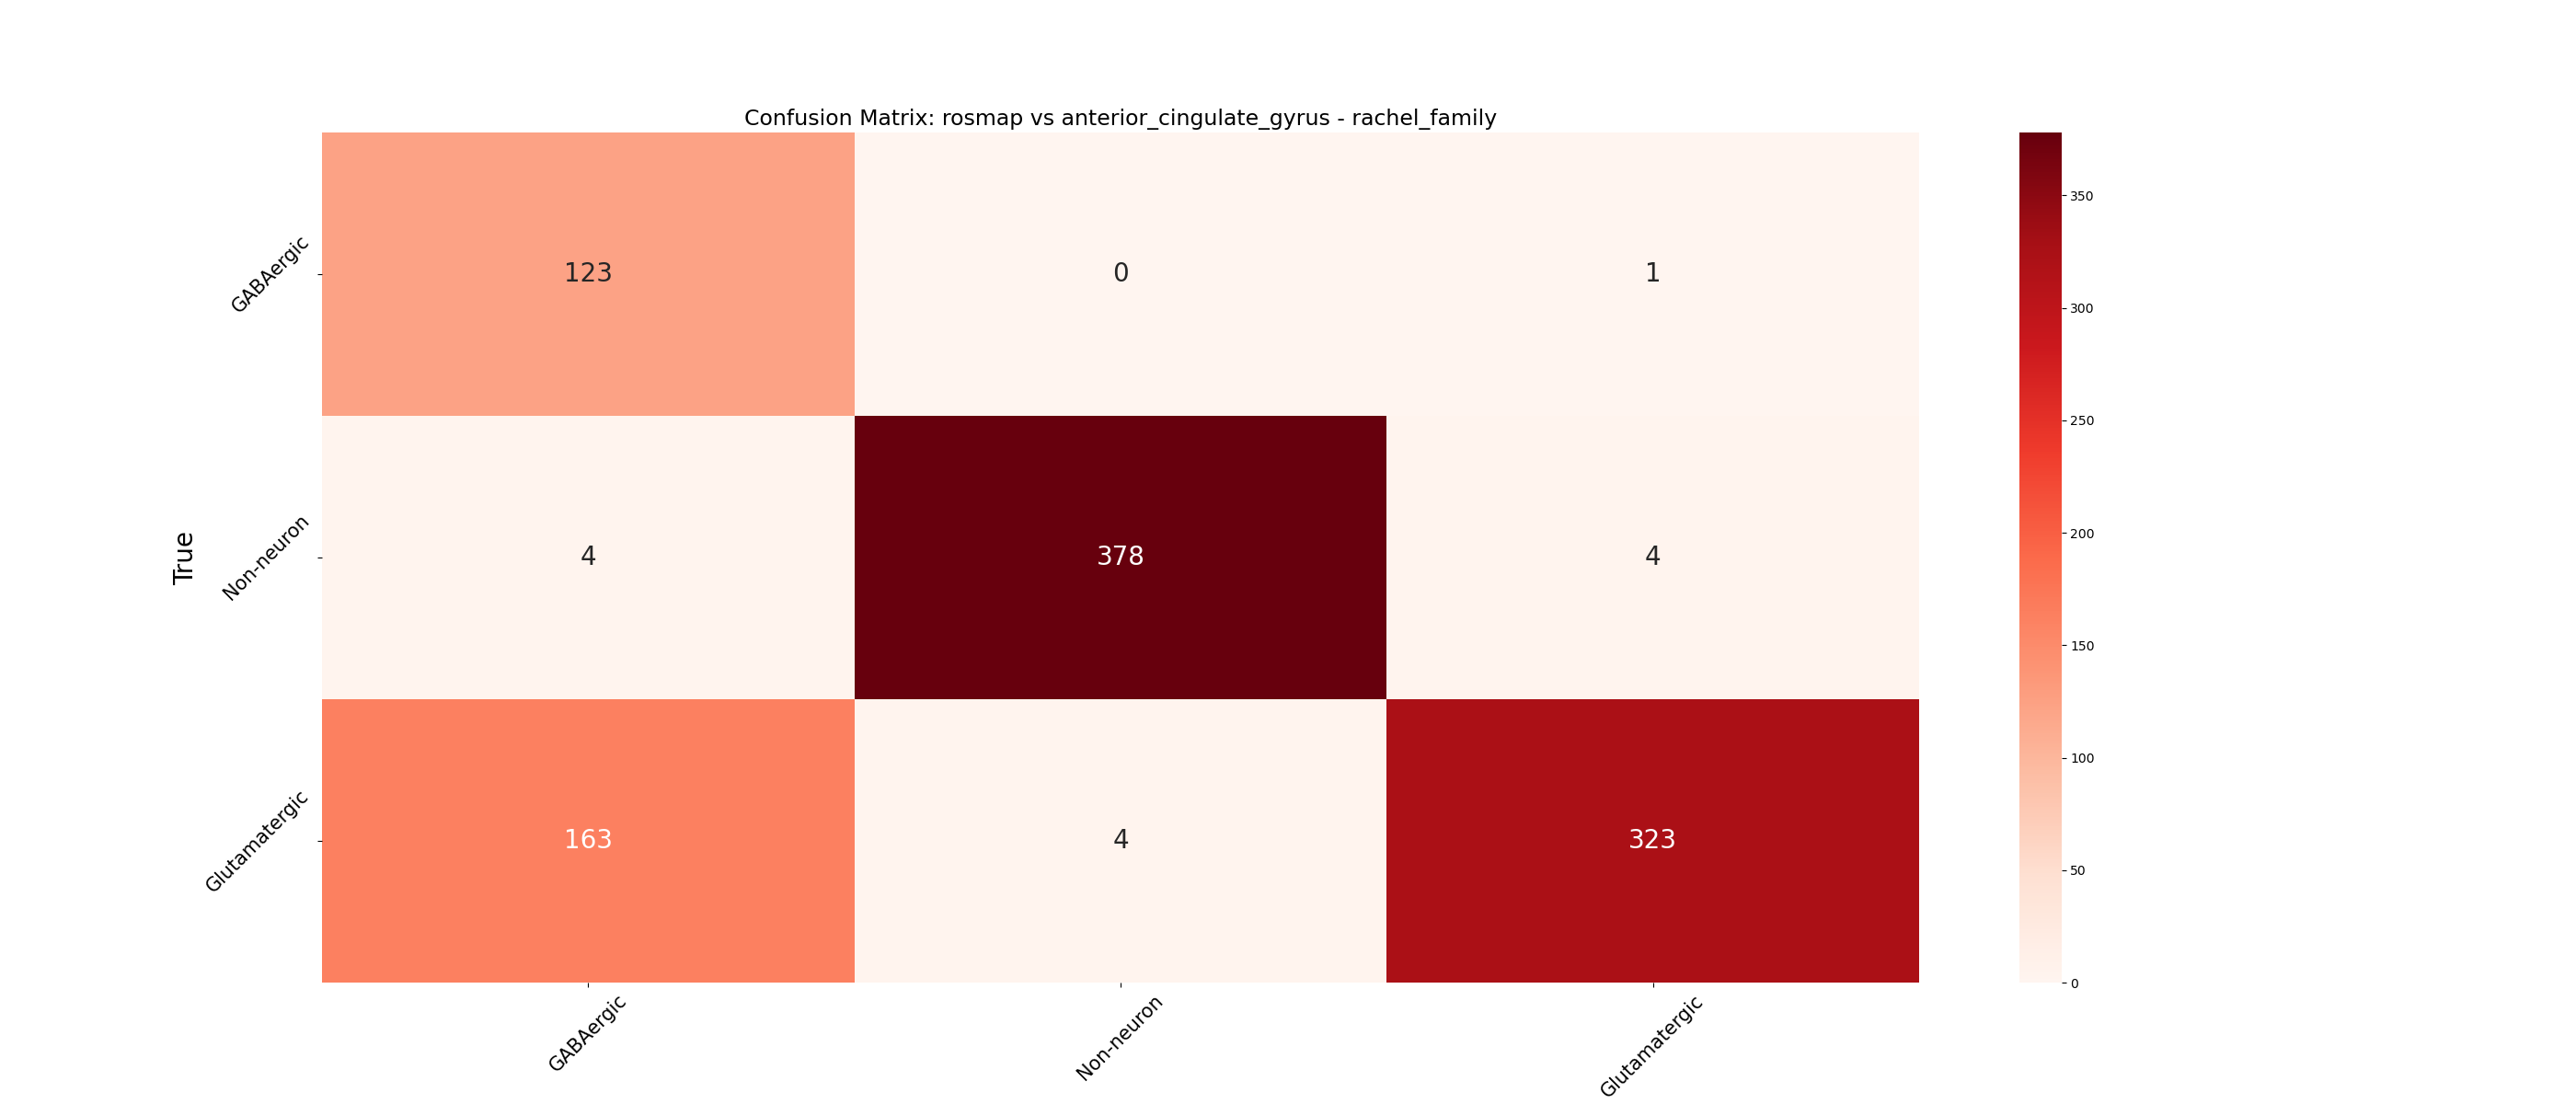 Confusion Matrix: rosmap vs anterior_cingulate_gyrus - rachel_family
True
GABAergic
123
0
1
Non-neuron
4
378
4
Glutamatergic
163
4
323
GABAergic
Non-neuron
Glutamatergic
350
300
250
200
150
100
50
0